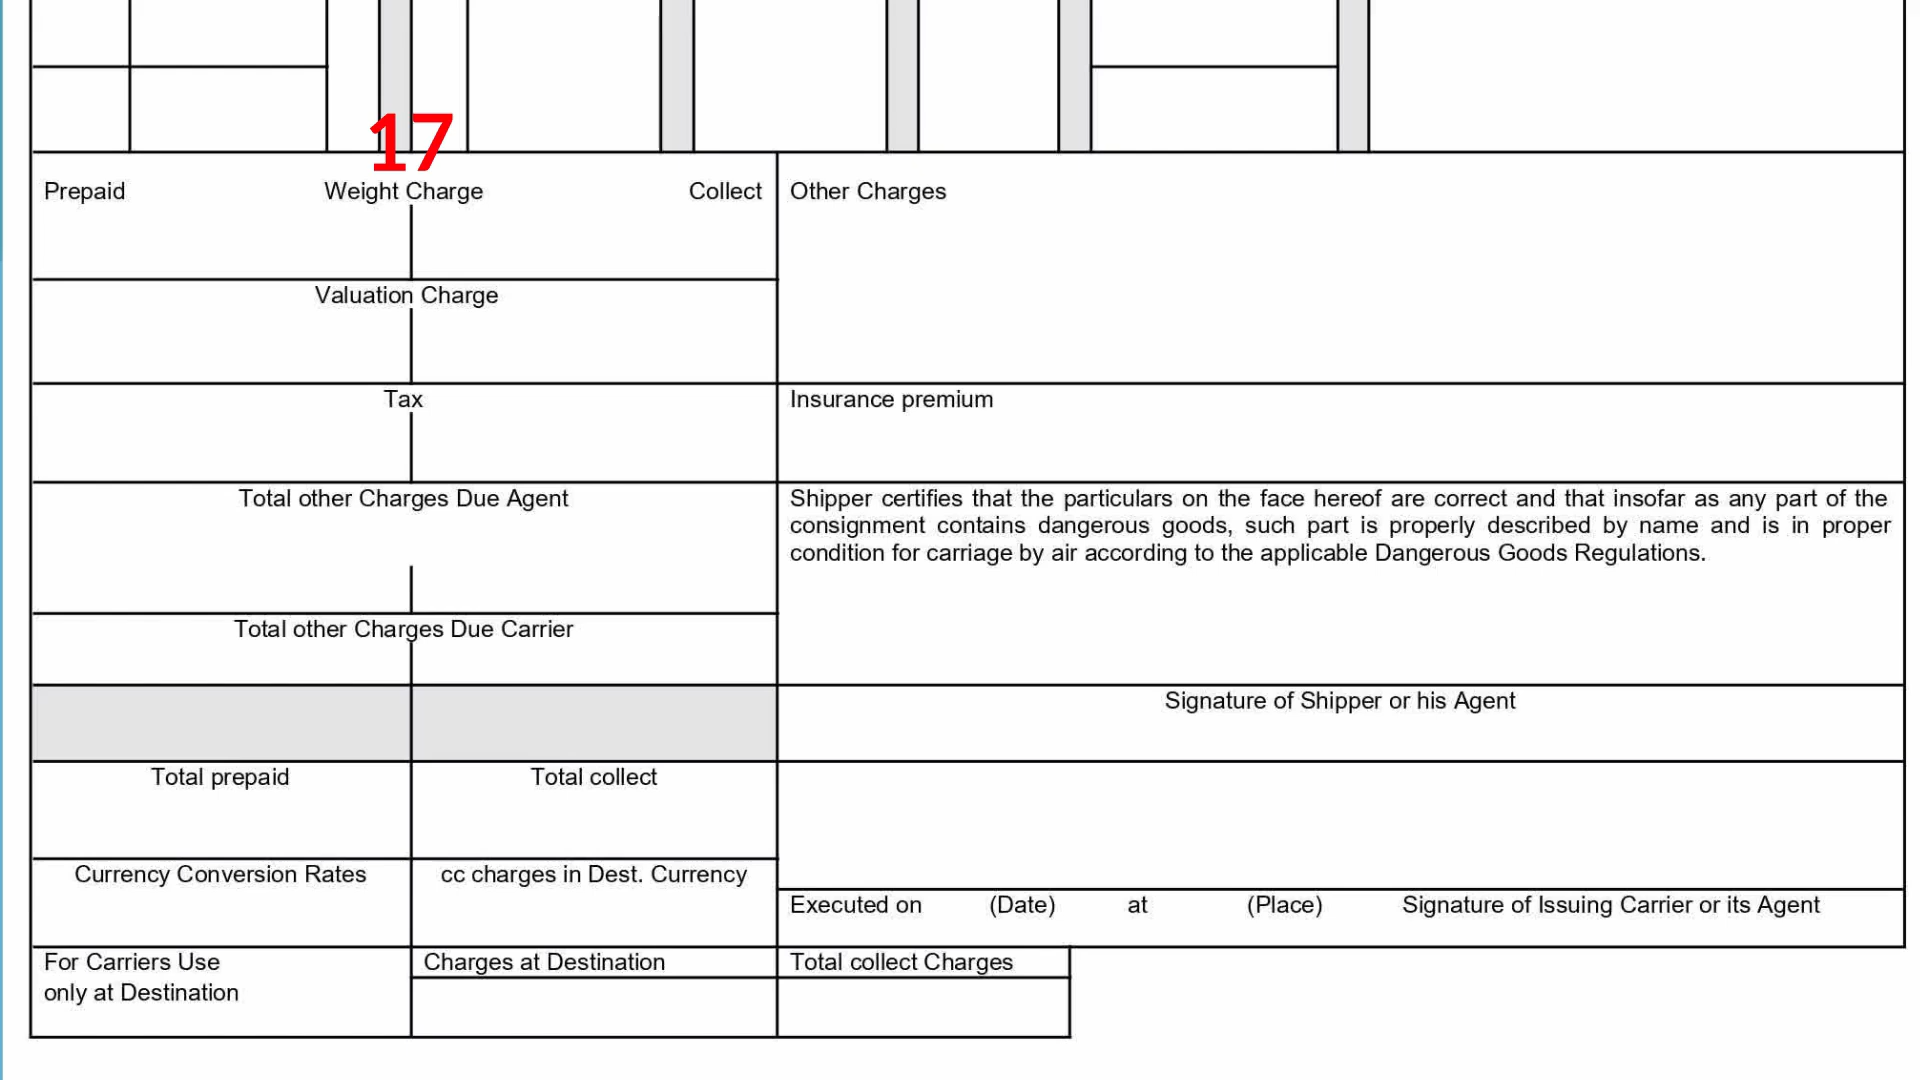 17
Prepaid Weight Charge Collect
Other Charges
Valuation Charge
Tax
Insurance premium
Total other Charges Due Agent
Shipper certifies that the particulars on the face hereof are correct and that insofar as any part of the
consignment contains dangerous goods, such part is properly described by name and is in proper
condition for carriage by air according to the applicable Dangerous Goods Regulations.
Total other Charges Due Carrier
Signature of Shipper or his Agent
Total prepaid
Total collect
Currency Conversion Rates
cc charges in Dest. Currency
Executed on (Date) at (Place) Signature of Issuing Carrier or its Agent
For Carriers Use
only at Destination
Charges at Destination
Total collect Charges